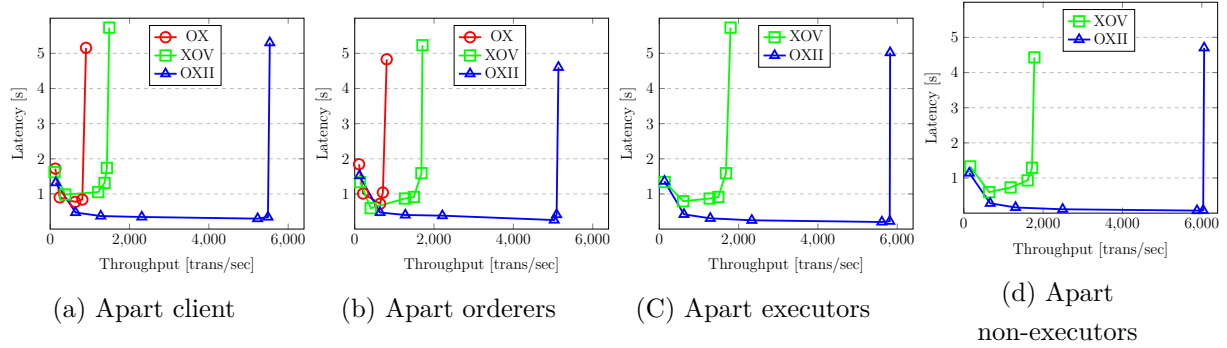 5
4
3
2
1
0
Latency [s]
OX
XOV
OXII
0
2,000
4,000
6,000
Throughput [trans/sec]
(a) Apart client
5
4
3
2
1
0
Latency [s]
OX
XOV
OXII
0
2,000
4,000
6,000
Throughput [trans/sec]
(b) Apart orderers
5
4
3
2
1
0
Latency [s]
XOV
OXII
0
2,000
4,000
6,000
Throughput [trans/sec]
(C) Apart executors
5
4
3
2
1
0
Latency [s]
XOV
OXII
0
2,000
4,000
6,000
Throughput [trans/sec]
(d) Apart
non-executors